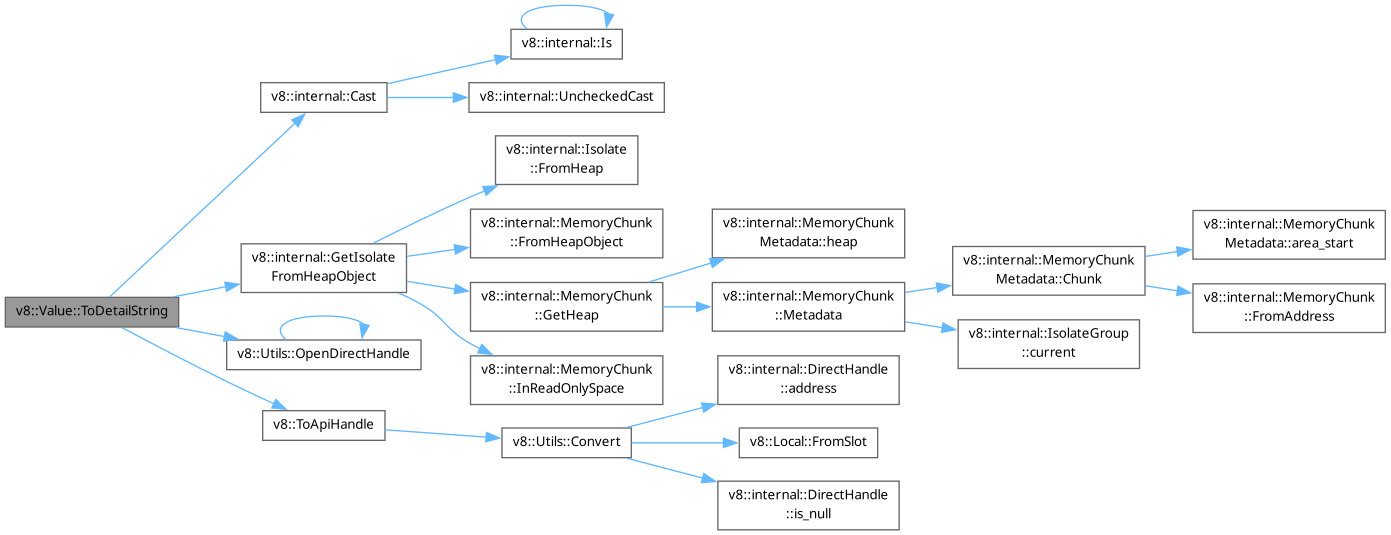 v8::Value::ToDetailString
v8::internal::Cast
v8::internal::Is
v8::internal::UncheckedCast
v8::internal::GetIsolate
FromHeapObject
v8::internal::Isolate
::FromHeap
v8::internal::MemoryChunk
::FromHeapObject
v8::internal::MemoryChunk
::GetHeap
v8::internal::MemoryChunk
Metadata::heap
v8::internal::MemoryChunk
::Metadata
v8::internal::MemoryChunk
Metadata::Chunk
v8::internal::MemoryChunk
Metadata::area_start
v8::internal::MemoryChunk
::FromAddress
v8::internal::IsolateGroup
::current
v8::internal::MemoryChunk
::InReadOnlySpace
v8::Utils::OpenDirectHandle
v8::ToApiHandle
v8::Utils::Convert
v8::internal::DirectHandle
::address
v8::Local::FromSlot
v8::internal::DirectHandle
::is_null